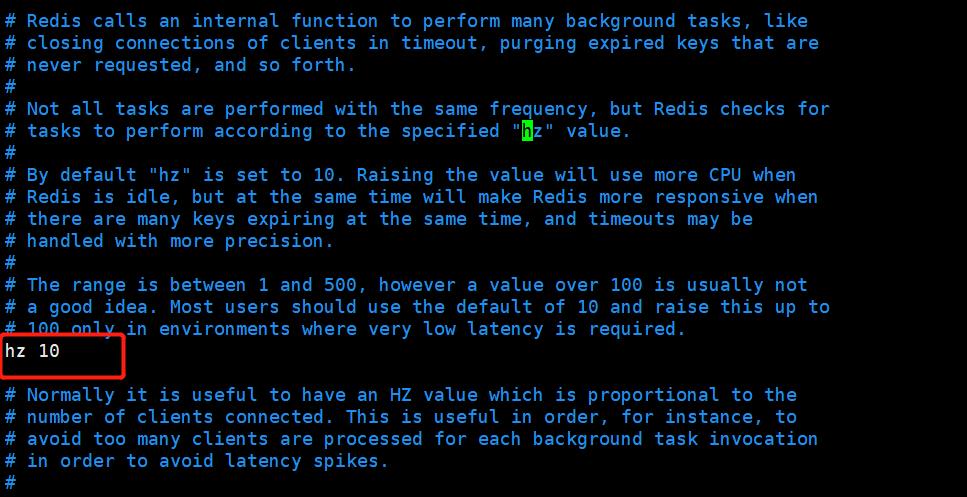 # Redis calls an internal function to perform many background tasks, like
# closing connections of clients in timeout, purging expired keys that are
# never requested, and so forth.
#
# Not all tasks are performed with the same frequency, but Redis checks for
# tasks to perform according to the specified "hz" value.
#
# By default "hz" is set to 10. Raising the value will use more CPU when
# Redis is idle, but at the same time will make Redis more responsive when
# there are many keys expiring at the same time, and timeouts may be
# handled with more precision.
#
# The range is between 1 and 500, however a value over 100 is usually not
# a good idea. Most users should use the default of 10 and raise this up to
# 100 only in environments where very low latency is required.
hz 10
# Normally it is useful to have an HZ value which is proportional to the
# number of clients connected. This is useful in order, for instance, to
# avoid too many clients are processed for each background task invocation
# in order to avoid latency spikes.
#